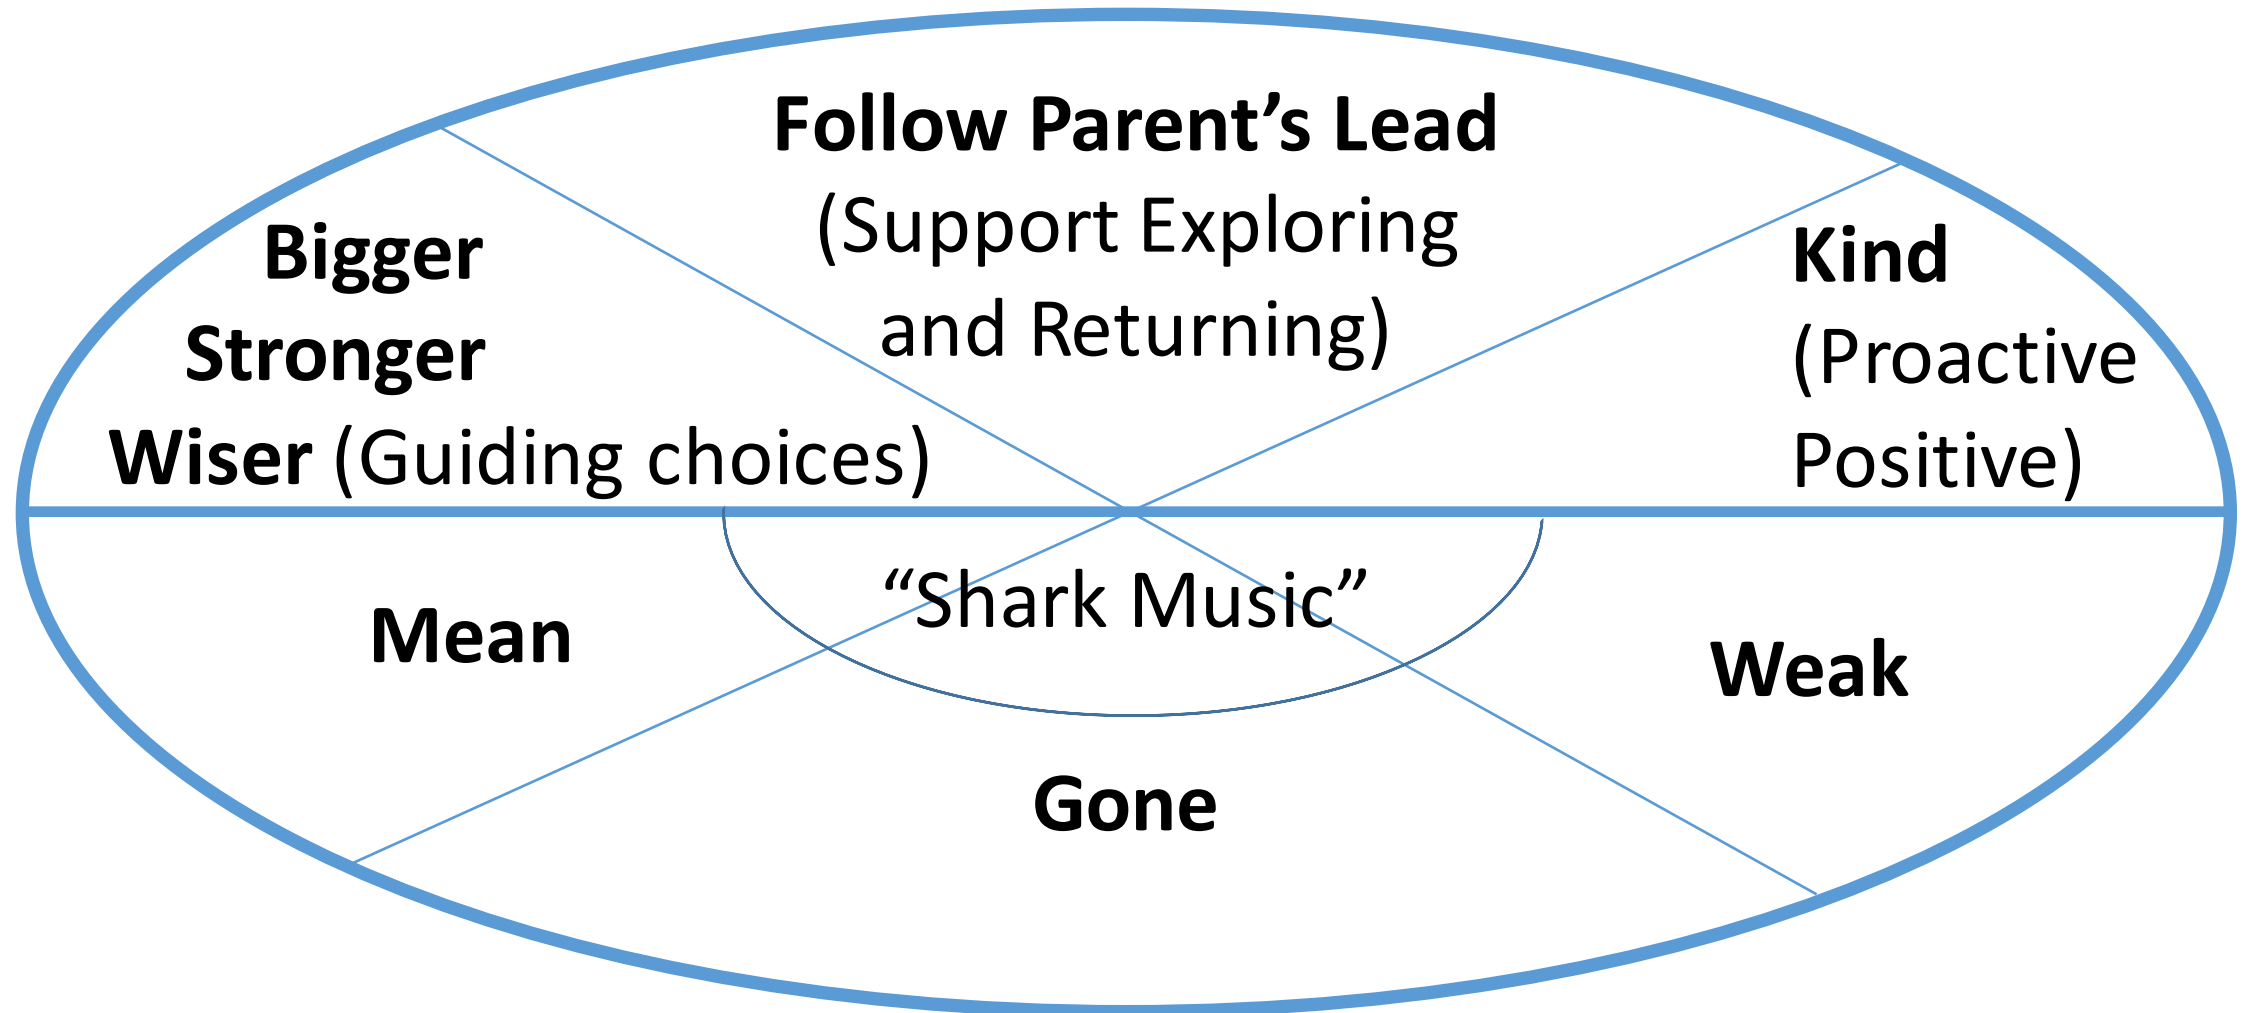 Follow Parent’s Lead
(Support Exploring
and Returning)
Bigger
Stronger
Wiser (Guiding choices)
Kind
(Proactive
Positive)
“Shark Music”
Mean
Weak
Gone